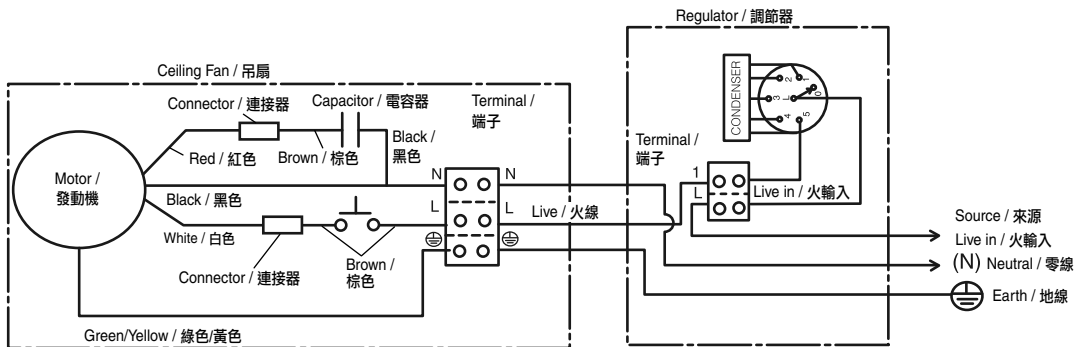 Regulator / 調節器
Ceiling Fan / 吊扇
CONDENSER
1
2
3
4
5
L
0
Connector / 連接器
Capacitor / 電容器
Terminal /
端子
Red / 紅色
Brown / 棕色
Black /
黑色
Terminal /
端子
Motor /
發動機
N
N
1
L
Live in / 火輸入
Black / 黑色
L
L
Live / 火線
White / 白色
Source / 來源
Live in / 火輸入
(N) Neutral / 零線
Connector / 連接器
Brown /
棕色
Earth / 地線
Green/Yellow / 綠色/黃色